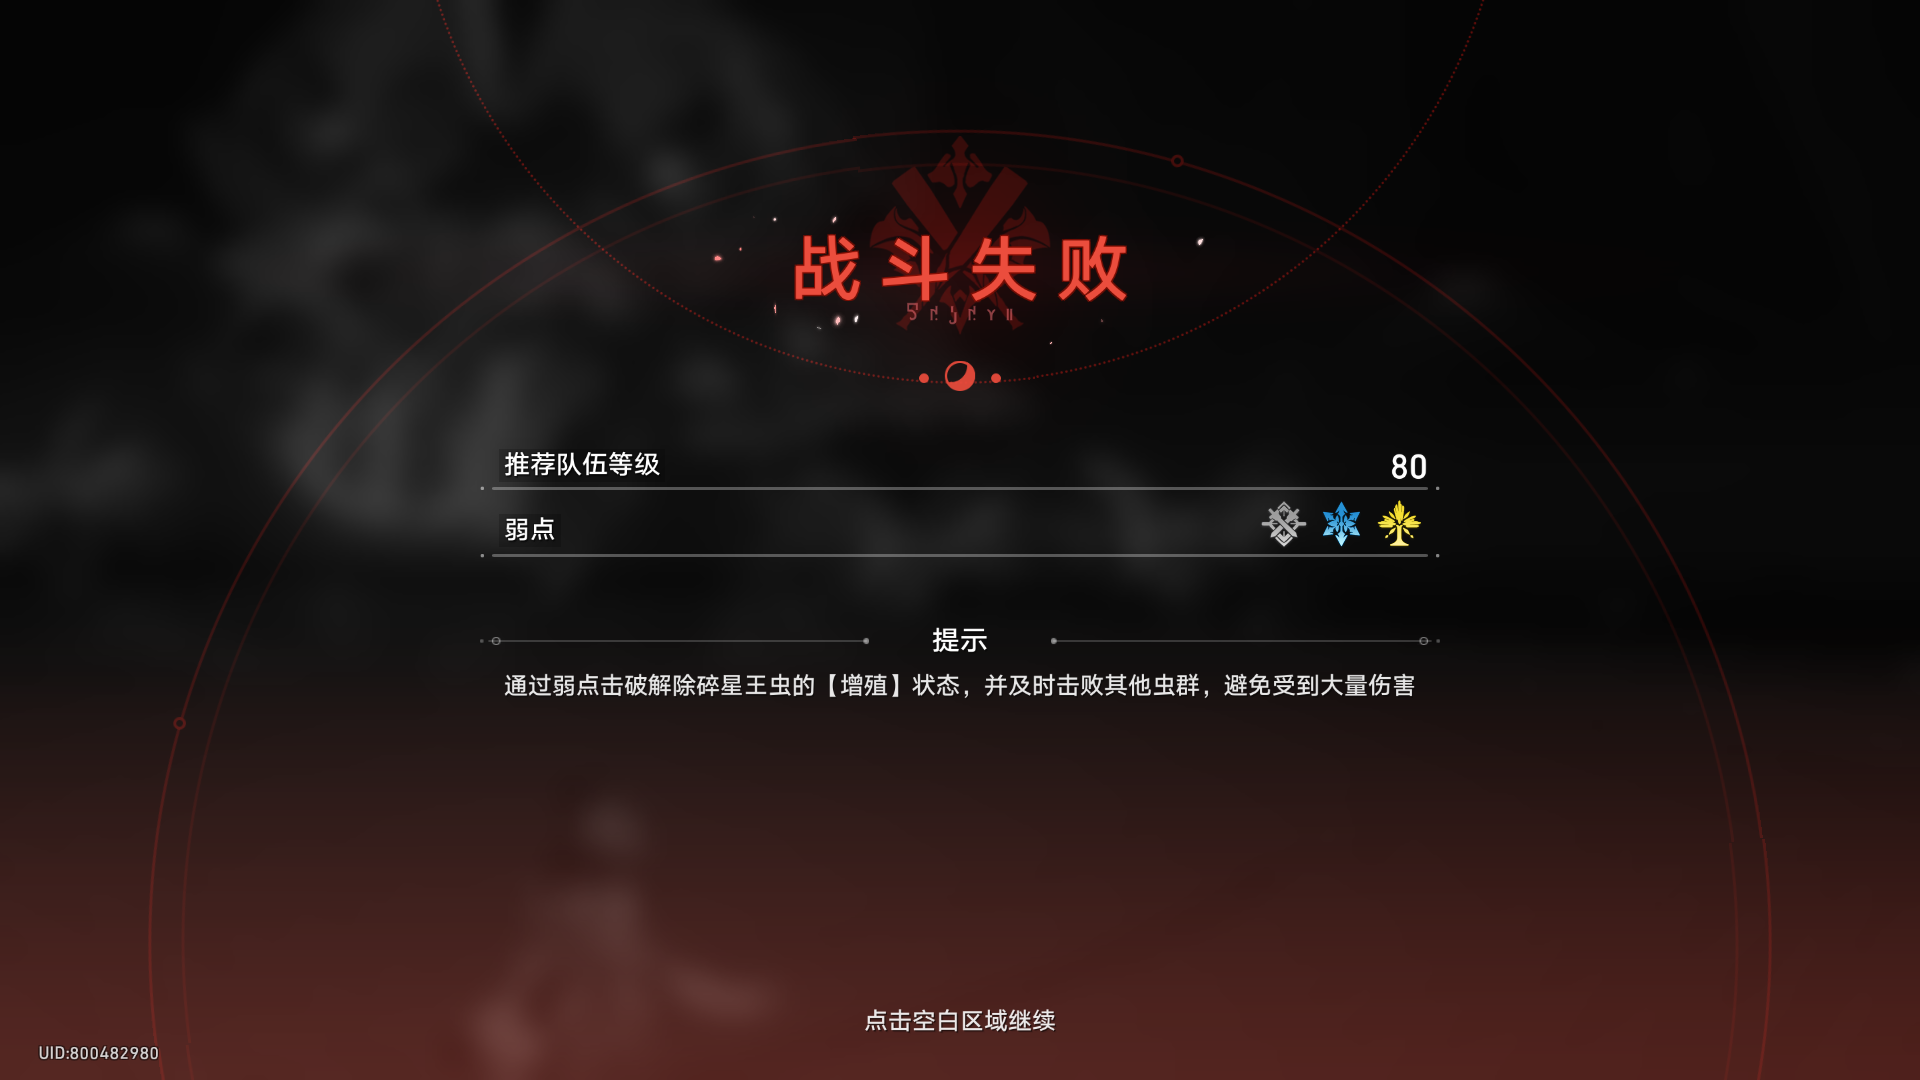 战斗失败
推荐队伍等级
80
弱点
提示
通过弱点击破解除碎星王虫的【增殖】状态，并及时击败其他虫群，避免受到大量伤害
点击空白区域继续
UID:800482980